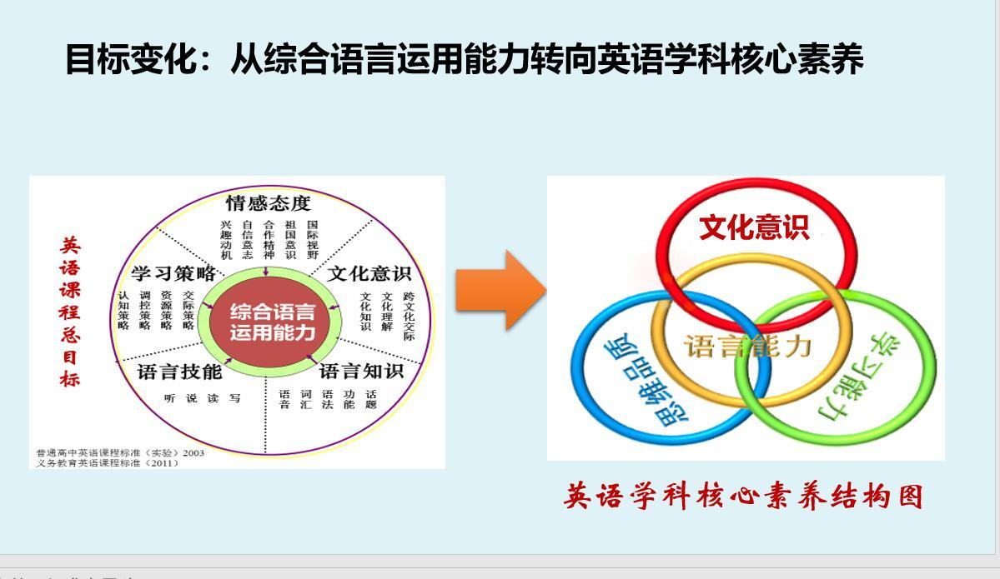 目标变化：从综合语言运用能力转向英语学科核心素养
英语课程总目标
情感态度
兴趣动机
自信意志
合作精神
祖国意识
国际视野
学习策略
认知策略
调控策略
资源策略
交际策略
文化意识
文化知识
文化理解
跨文化交际
综合语言
运用能力
语言技能
听 说 读 写
语言知识
语音
词汇
语法
功能
话题
普通高中英语课程标准（实验）2003
义务教育英语课程标准（2011）
文化意识
语言能力
思维品质
学习能力
英语学科核心素养结构图